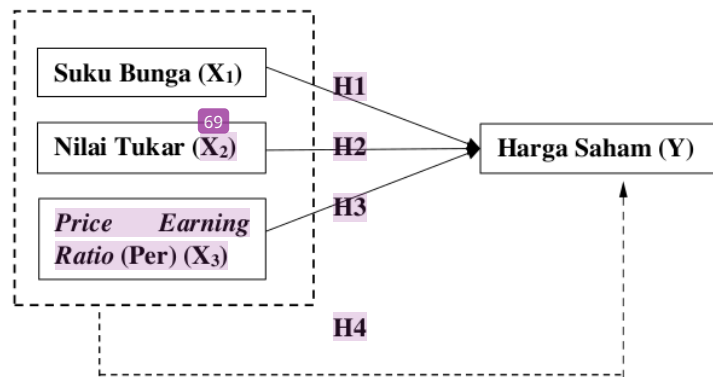 Suku Bunga (X₁)
H1
69
Nilai Tukar (X₂)
H2
Harga Saham (Y)
Price Earning
Ratio (Per) (X₃)
H3
H4